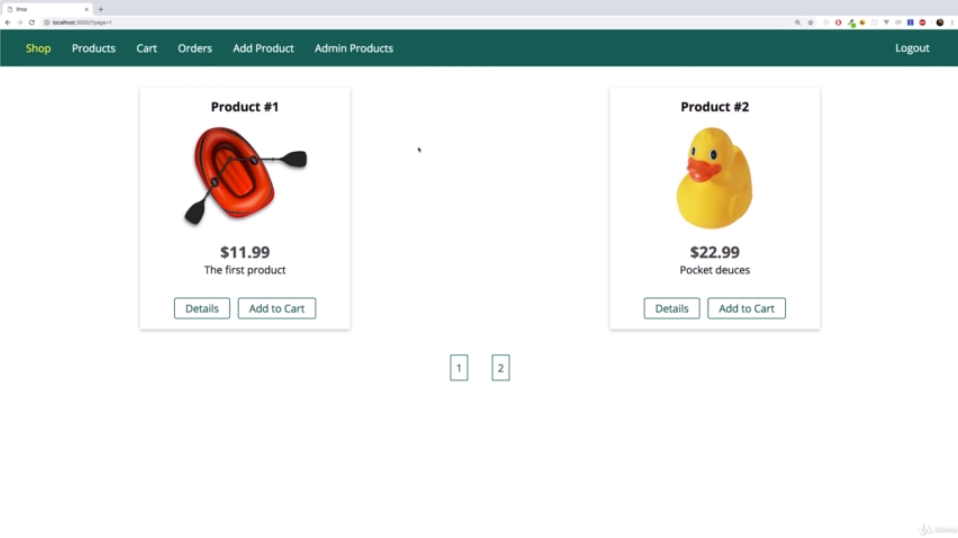 Shop
localhost:3000/?page=1
Shop Products Cart Orders Add Product Admin Products Logout
Product #1
$11.99
The first product
Details Add to Cart
Product #2
$22.99
Pocket deuces
Details Add to Cart
1 2
Udemy